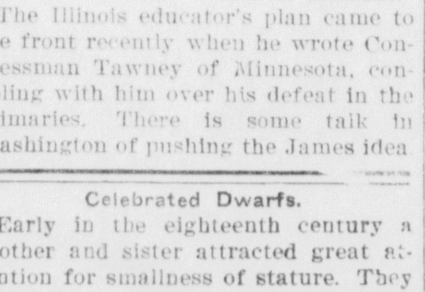 The Illinois educator's plan came to
e front recently when he wrote Con-
essman Tawney of Minnesota, con-
ling with him over his defeat in the
imaries. There is some talk in
ashington of pushing the James idea
Celebrated Dwarfs.
Early in the eighteenth century a
other and sister attracted great at-
ntion for smallness of stature. They